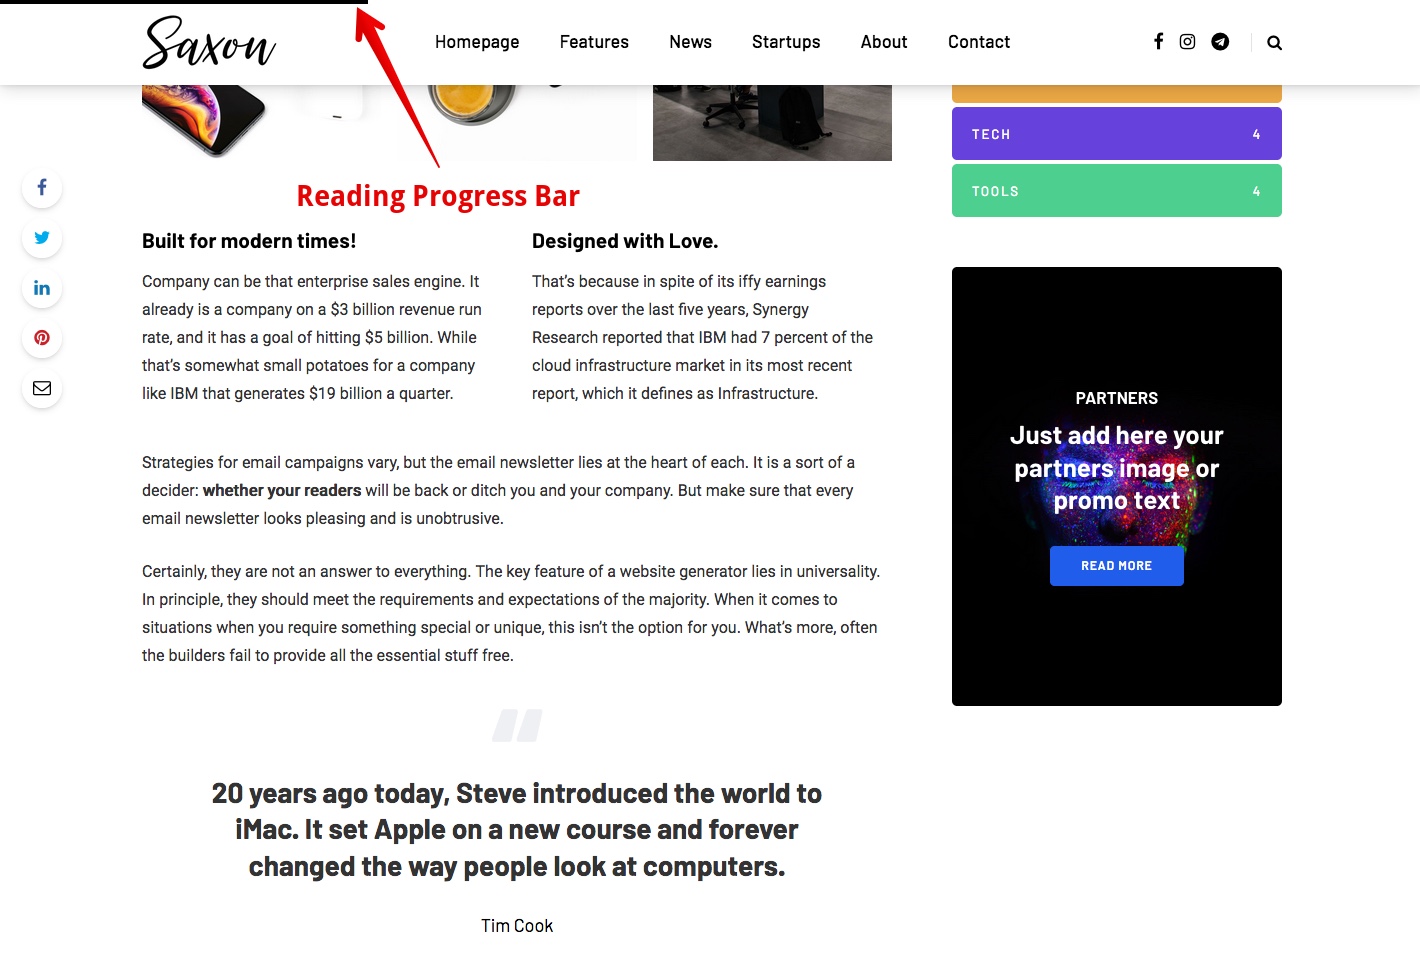 Saxon
Homepage
Features
News
Startups
About
Contact
TECH 4
TOOLS 4
Reading Progress Bar
Built for modern times!
Company can be that enterprise sales engine. It
already is a company on a $3 billion revenue run
rate, and it has a goal of hitting $5 billion. While
that’s somewhat small potatoes for a company
like IBM that generates $19 billion a quarter.
Designed with Love.
That’s because in spite of its iffy earnings
reports over the last five years, Synergy
Research reported that IBM had 7 percent of the
cloud infrastructure market in its most recent
report, which it defines as Infrastructure.
Strategies for email campaigns vary, but the email newsletter lies at the heart of each. It is a sort of a
decider: whether your readers will be back or ditch you and your company. But make sure that every
email newsletter looks pleasing and is unobtrusive.
Certainly, they are not an answer to everything. The key feature of a website generator lies in universality.
In principle, they should meet the requirements and expectations of the majority. When it comes to
situations when you require something special or unique, this isn’t the option for you. What’s more, often
the builders fail to provide all the essential stuff free.
20 years ago today, Steve introduced the world to
iMac. It set Apple on a new course and forever
changed the way people look at computers.
Tim Cook
PARTNERS
Just add here your
partners image or
promo text
READ MORE